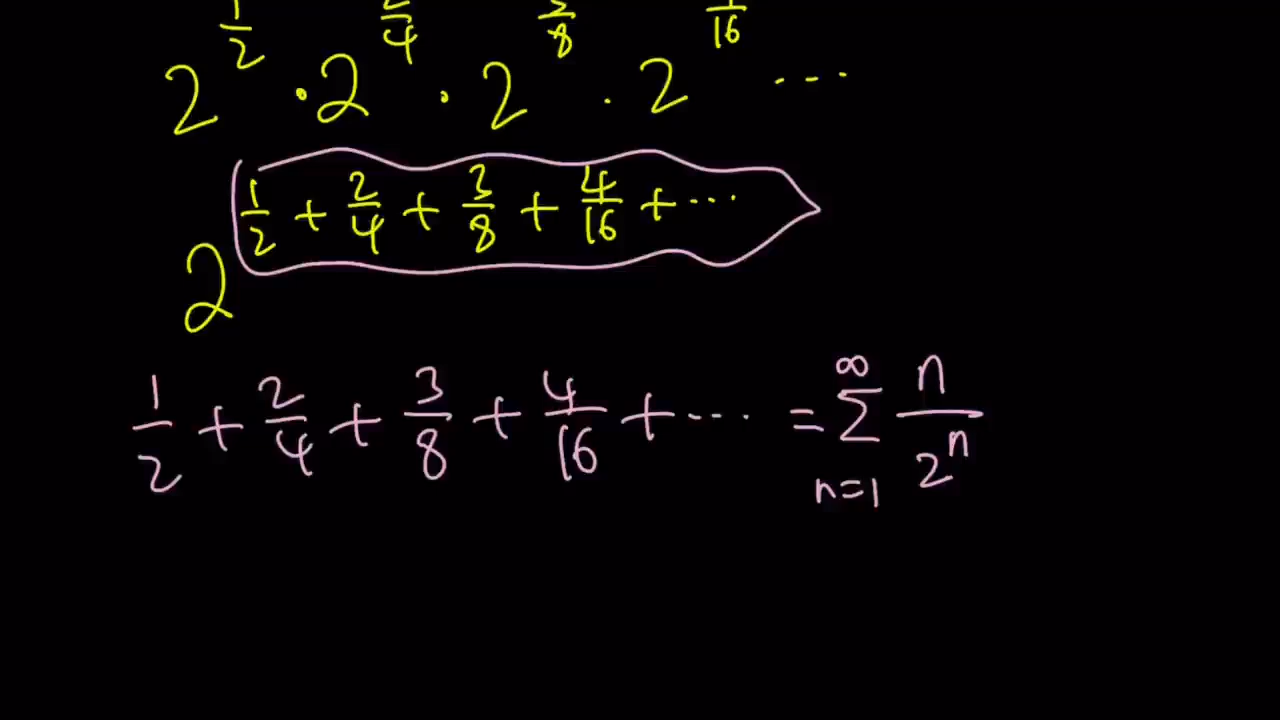 2^{1/2} · 2^{2/4} · 2^{3/8} · 2^{4/16} ...
2^{1/2 + 2/4 + 3/8 + 4/16 + ...}
1/2 + 2/4 + 3/8 + 4/16 + ... = ∑_{n=1}^{∞} n/2^n